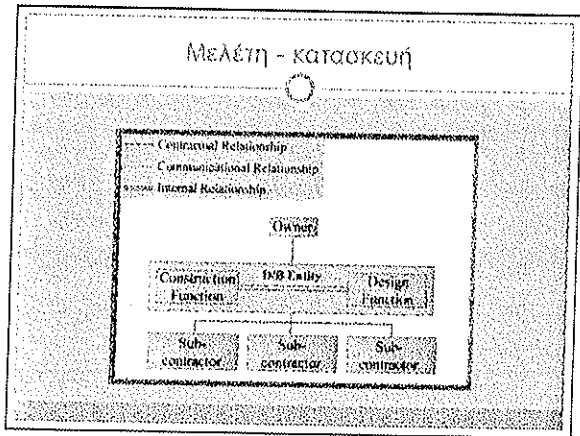 Μελέτη - κατασκευή
Contractual Relationship
Communicational Relationship
Internal Relationship
Owner
D/B Entity
Construction
Function
Design
Function
Sub-
contractor
Sub-
contractor
Sub-
contractor